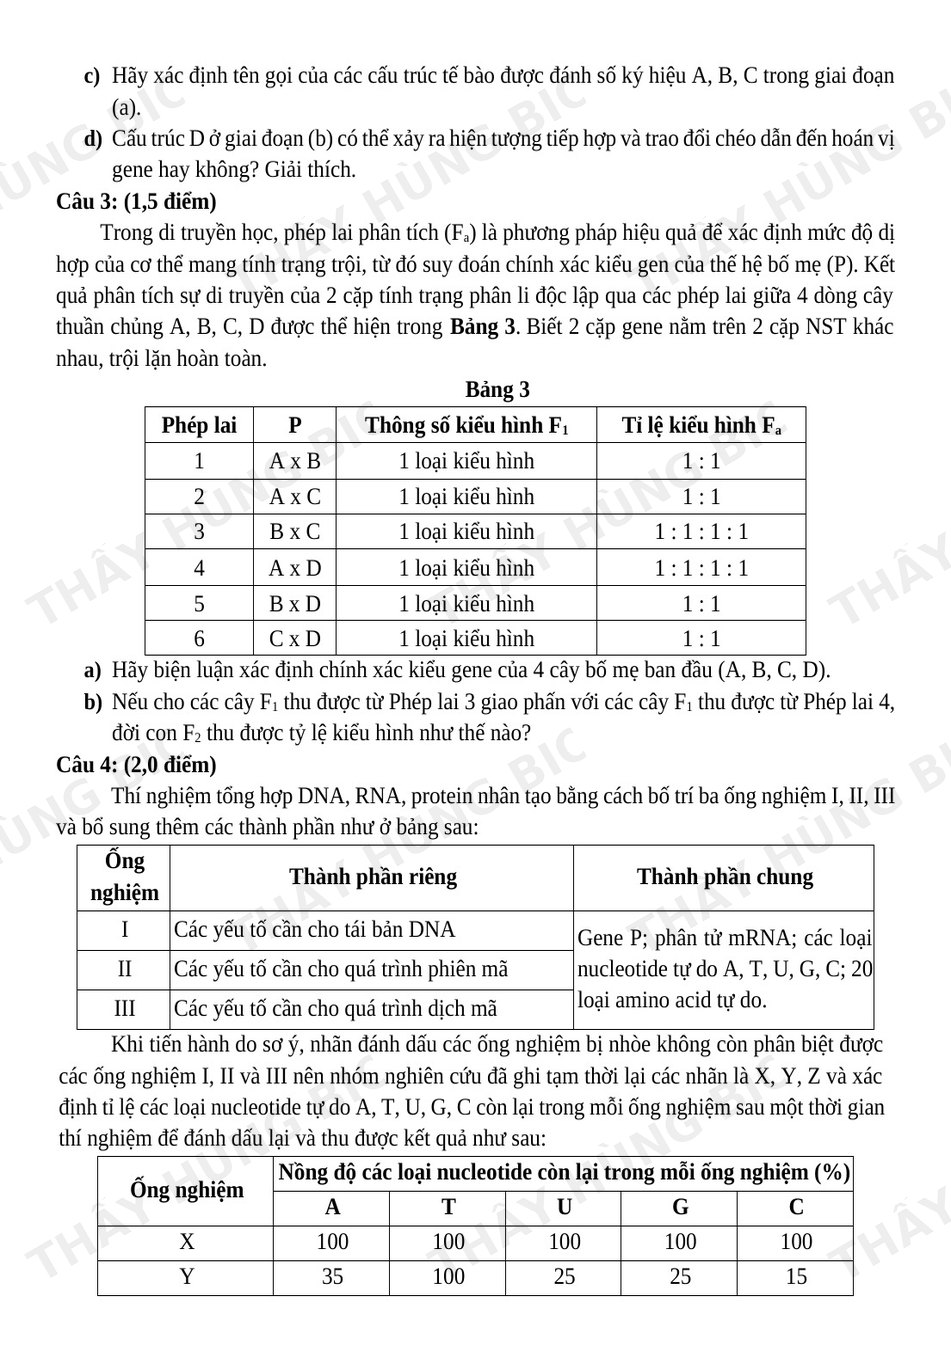 c) Hãy xác định tên gọi của các cấu trúc tế bào được đánh số ký hiệu A, B, C trong giai đoạn
(a).
d) Cấu trúc D ở giai đoạn (b) có thể xảy ra hiện tượng tiếp hợp và trao đổi chéo dẫn đến hoán vị
gene hay không? Giải thích.
Câu 3: (1,5 điểm)
Trong di truyền học, phép lai phân tích (Fa) là phương pháp hiệu quả để xác định mức độ dị
hợp của cơ thể mang tính trạng trội, từ đó suy đoán chính xác kiểu gen của thế hệ bố mẹ (P). Kết
quả phân tích sự di truyền của 2 cặp tính trạng phân li độc lập qua các phép lai giữa 4 dòng cây
thuần chủng A, B, C, D được thể hiện trong Bảng 3. Biết 2 cặp gene nằm trên 2 cặp NST khác
nhau, trội lặn hoàn toàn.
Bảng 3
Phép lai P Thông số kiểu hình F1 Tỉ lệ kiểu hình Fa
1 A x B 1 loại kiểu hình 1 : 1
2 A x C 1 loại kiểu hình 1 : 1
3 B x C 1 loại kiểu hình 1 : 1 : 1 : 1
4 A x D 1 loại kiểu hình 1 : 1 : 1 : 1
5 B x D 1 loại kiểu hình 1 : 1
6 C x D 1 loại kiểu hình 1 : 1
a) Hãy biện luận xác định chính xác kiểu gene của 4 cây bố mẹ ban đầu (A, B, C, D).
b) Nếu cho các cây F1 thu được từ Phép lai 3 giao phấn với các cây F1 thu được từ Phép lai 4,
đời con F2 thu được tỷ lệ kiểu hình như thế nào?
Câu 4: (2,0 điểm)
Thí nghiệm tổng hợp DNA, RNA, protein nhân tạo bằng cách bố trí ba ống nghiệm I, II, III
và bổ sung thêm các thành phần như ở bảng sau:
Ống
nghiệm Thành phần riêng Thành phần chung
I Các yếu tố cần cho tái bản DNA
II Các yếu tố cần cho quá trình phiên mã
III Các yếu tố cần cho quá trình dịch mã
Gene P; phân tử mRNA; các loại
nucleotide tự do A, T, U, G, C; 20
loại amino acid tự do.
Khi tiến hành do sơ ý, nhãn đánh dấu các ống nghiệm bị nhòe không còn phân biệt được
các ống nghiệm I, II và III nên nhóm nghiên cứu đã ghi tạm thời lại các nhãn là X, Y, Z và xác
định tỉ lệ các loại nucleotide tự do A, T, U, G, C còn lại trong mỗi ống nghiệm sau một thời gian
thí nghiệm để đánh dấu lại và thu được kết quả như sau:
Ống nghiệm Nồng độ các loại nucleotide còn lại trong mỗi ống nghiệm (%)
A T U G C
X 100 100 100 100 100
Y 35 100 25 25 15
THẦY HÙNG BIC